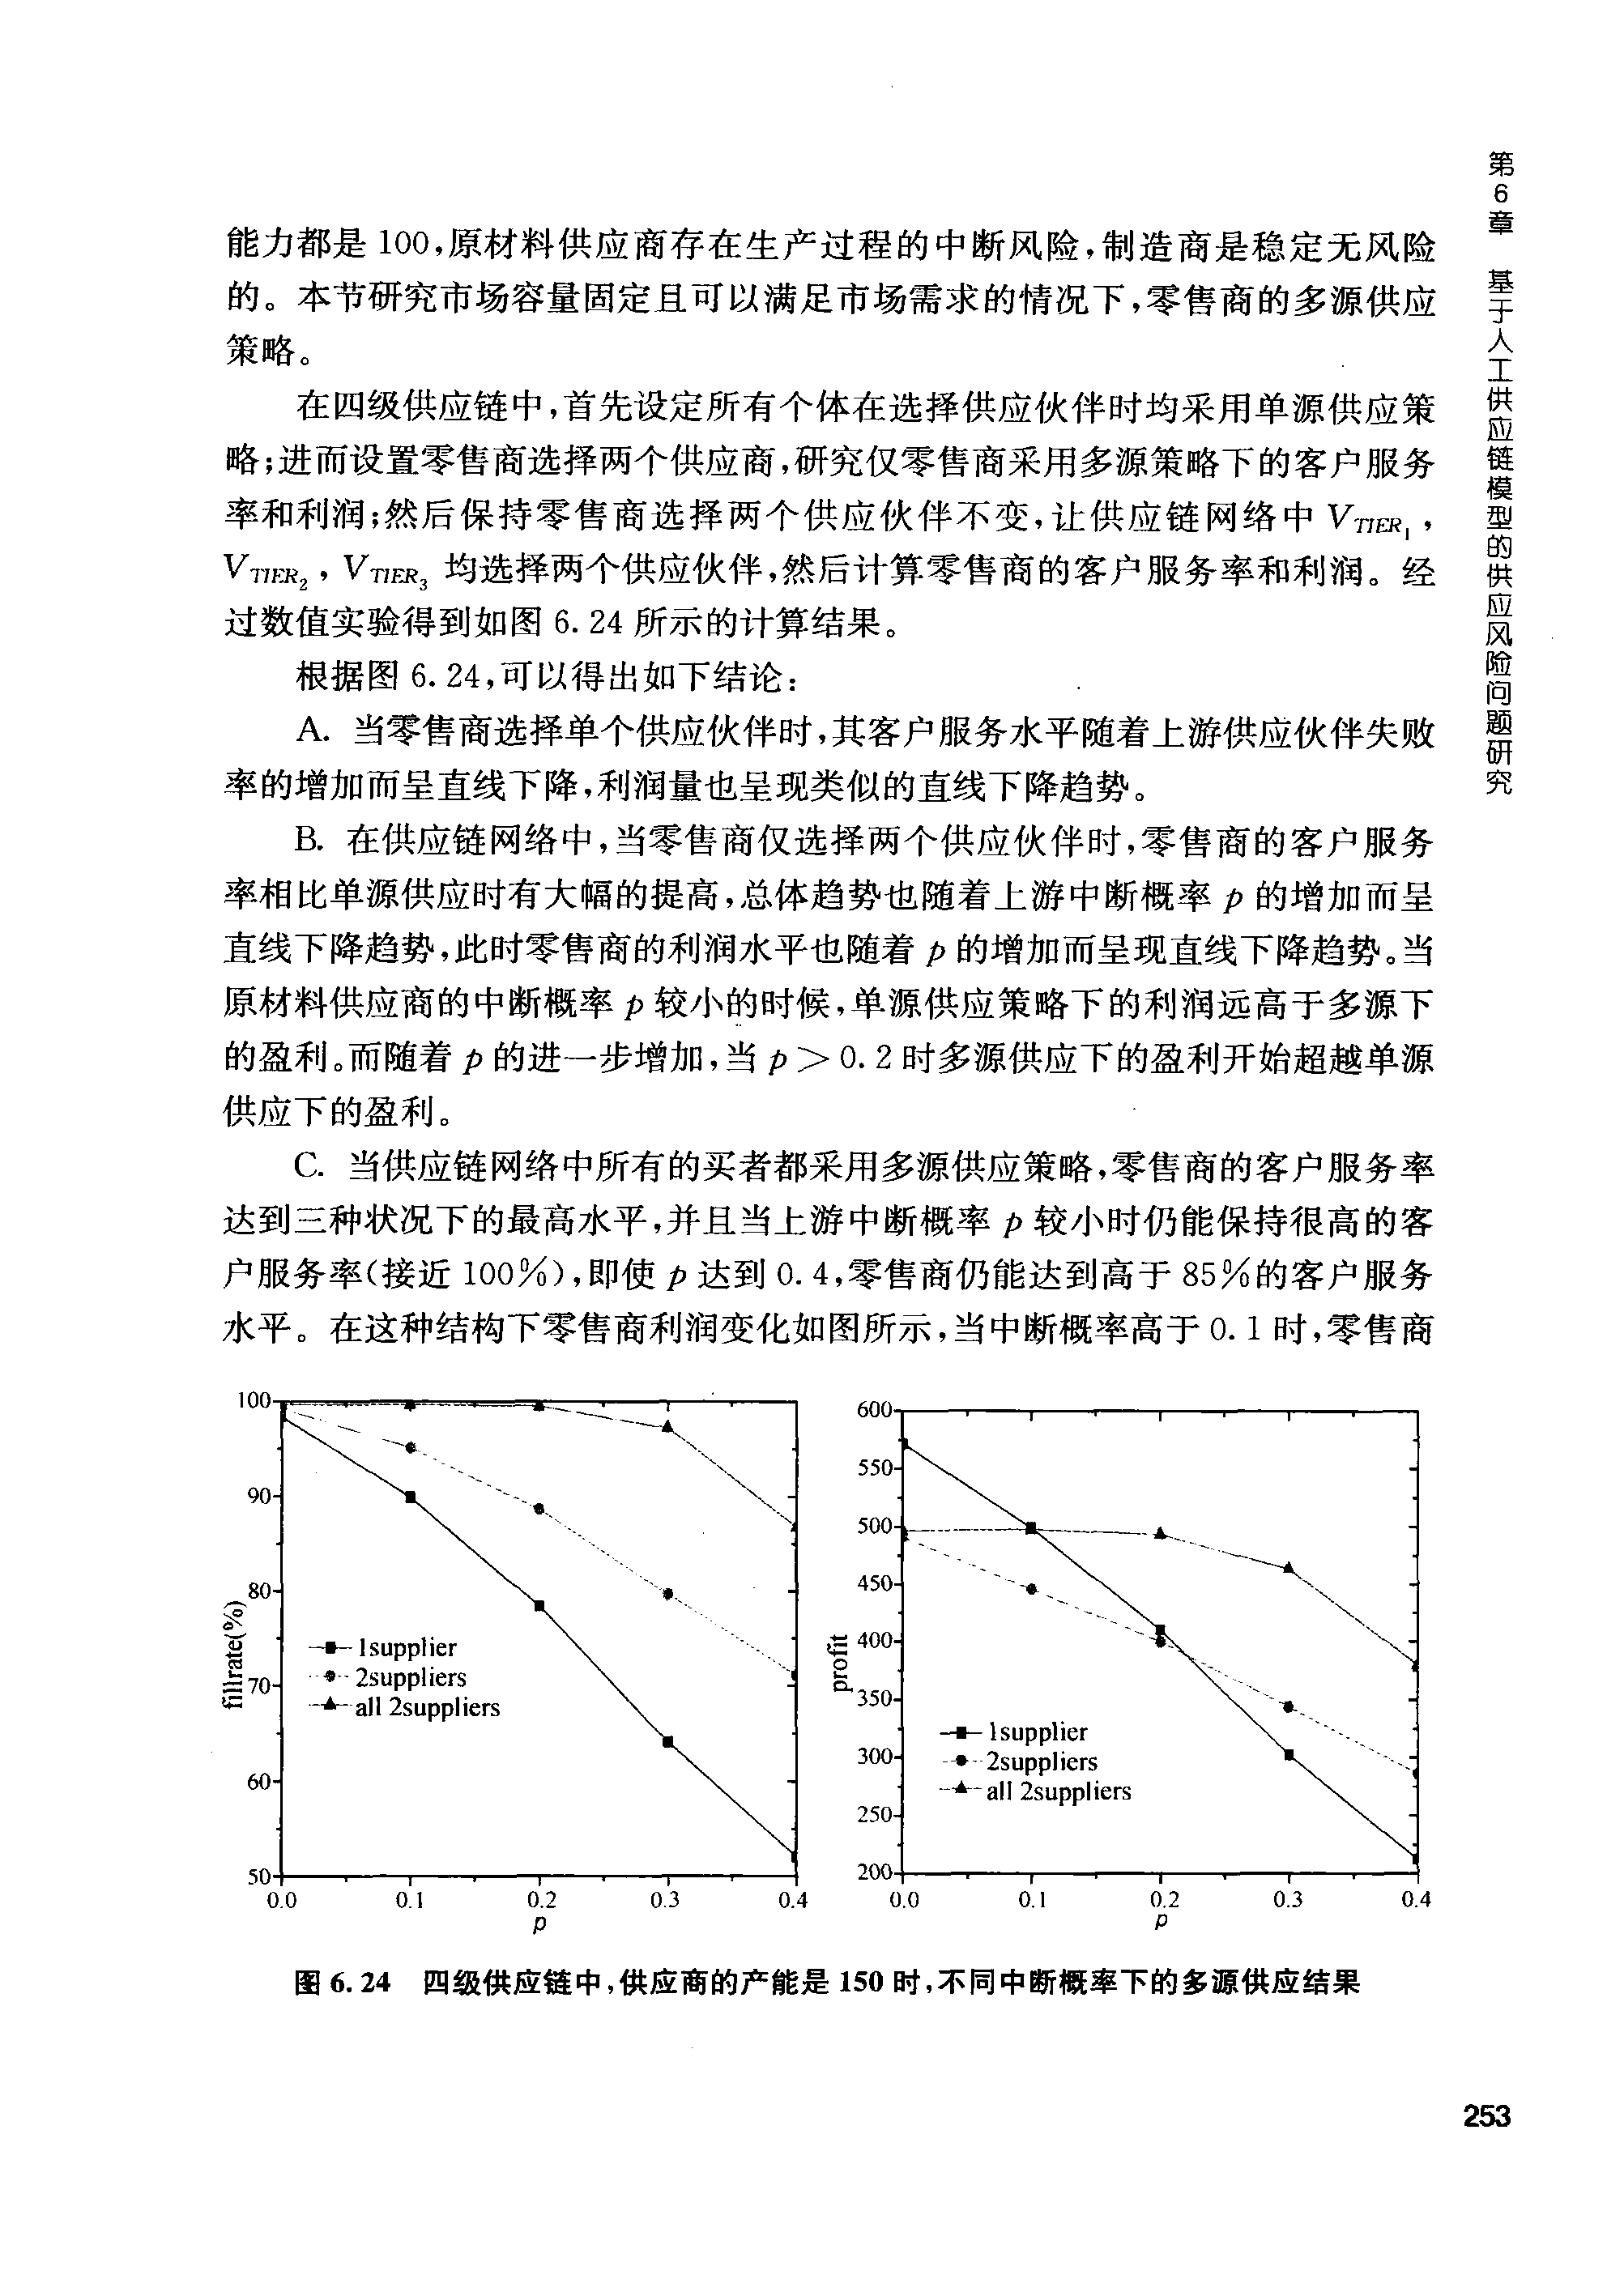 第6章 基于人工供应链模型的供应风险问题研究
能力都是 100,原材料供应商存在生产过程的中断风险,制造商是稳定无风险
的。本节研究市场容量固定且可以满足市场需求的情况下,零售商的多源供应
策略。
在四级供应链中,首先设定所有个体在选择供应伙伴时均采用单源供应策
略;进而设置零售商选择两个供应商,研究仅零售商采用多源策略下的客户服务
率和利润;然后保持零售商选择两个供应伙伴不变,让供应链网络中 V_{TIER_1},
V_{TIER_2},V_{TIER_3} 均选择两个供应伙伴,然后计算零售商的客户服务率和利润。经
过数值实验得到如图 6.24 所示的计算结果。
根据图 6.24,可以得出如下结论:
A. 当零售商选择单个供应伙伴时,其客户服务水平随着上游供应伙伴失败
率的增加而呈直线下降,利润量也呈现类似的直线下降趋势。
B. 在供应链网络中,当零售商仅选择两个供应伙伴时,零售商的客户服务
率相比单源供应时有大幅的提高,总体趋势也随着上游中断概率 p 的增加而呈
直线下降趋势,此时零售商的利润水平也随着 p 的增加而呈现直线下降趋势。当
原材料供应商的中断概率 p 较小的时候,单源供应策略下的利润远高于多源下
的盈利。而随着 p 的进一步增加,当 p > 0.2 时多源供应下的盈利开始超越单源
供应下的盈利。
C. 当供应链网络中所有的买者都采用多源供应策略,零售商的客户服务率
达到三种状况下的最高水平,并且当上游中断概率 p 较小时仍能保持很高的客
户服务率(接近 100%),即使 p 达到 0.4,零售商仍能达到高于 85%的客户服务
水平。在这种结构下零售商利润变化如图所示,当中断概率高于 0.1 时,零售商
100
90
80
70
60
50
fillrate(%)
1supplier
2suppliers
all 2suppliers
0.0 0.1 0.2 0.3 0.4
p
600
550
500
450
400
350
300
250
200
profit
1supplier
2suppliers
all 2suppliers
0.0 0.1 0.2 0.3 0.4
p
图 6.24 四级供应链中,供应商的产能是 150 时,不同中断概率下的多源供应结果
253